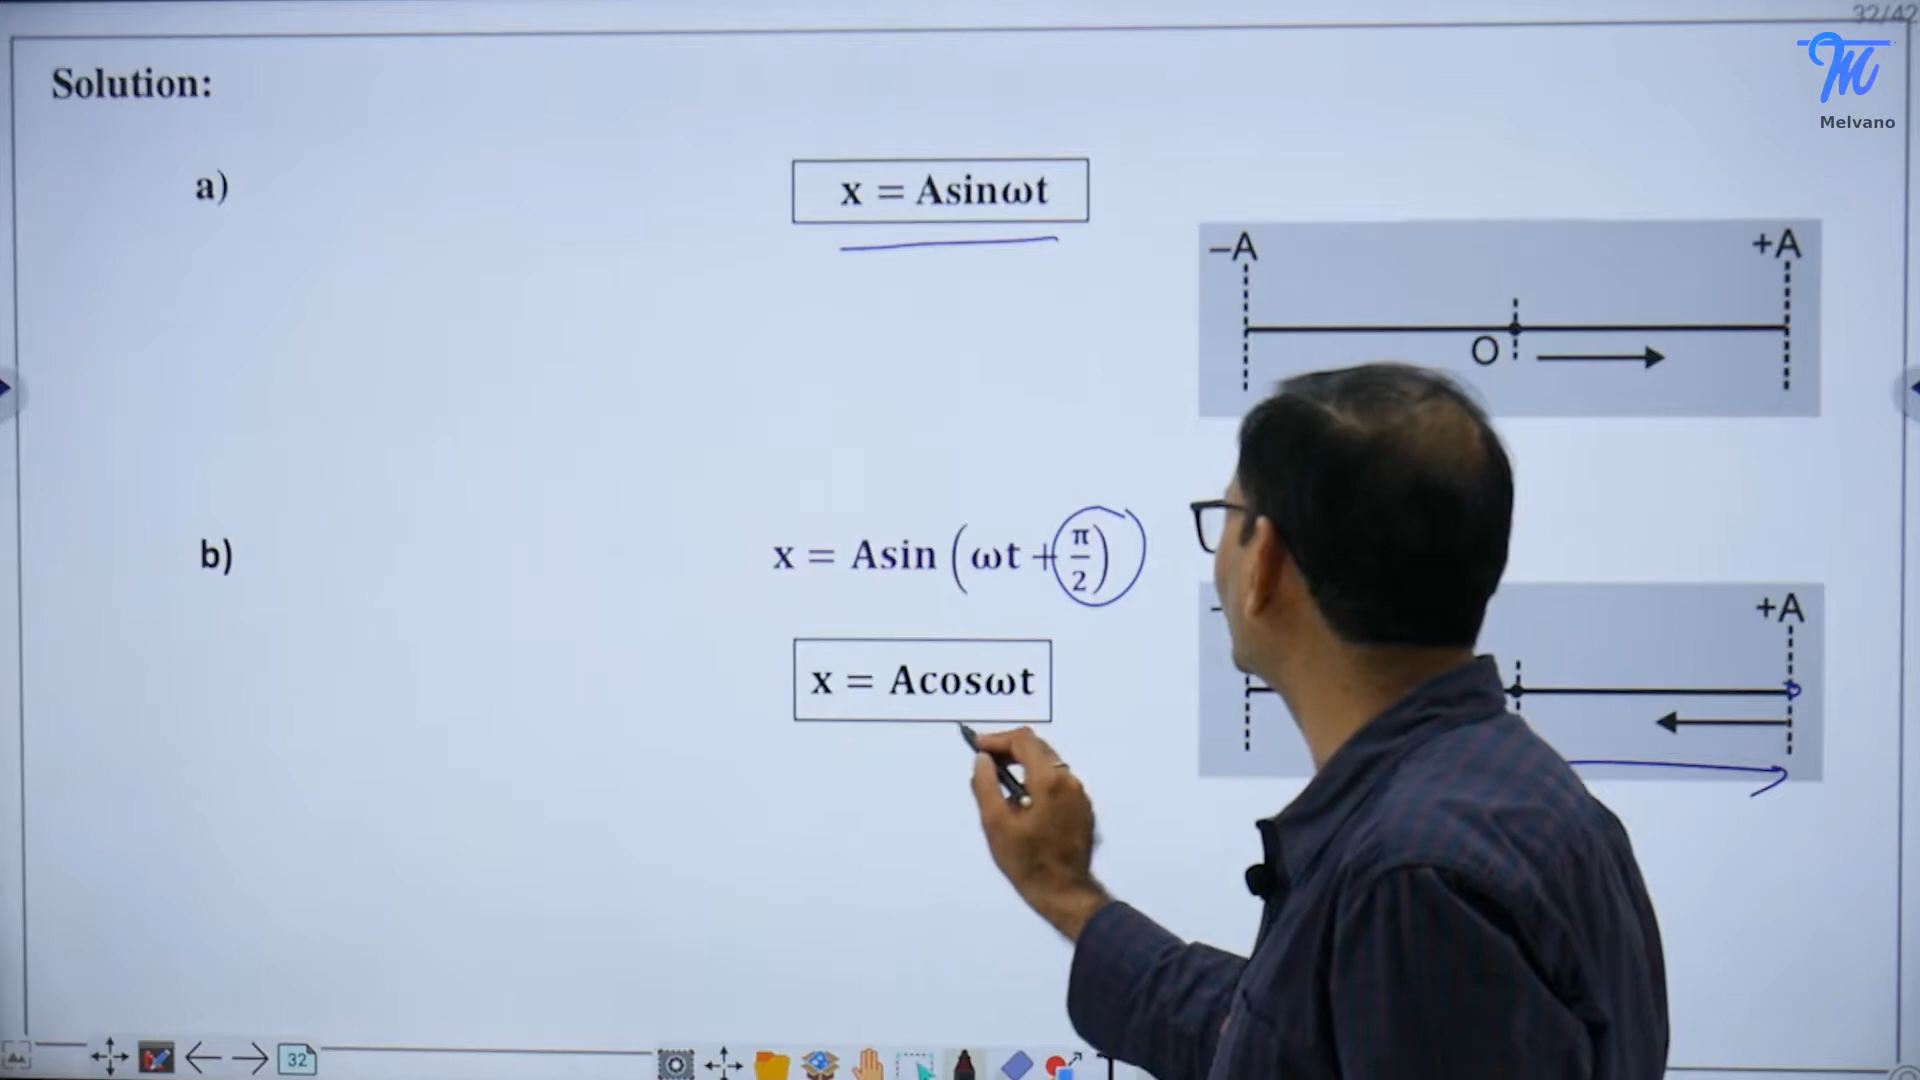 32/42
Melvano
Solution:
a)
x = Asinωt
–A
+A
O
b)
x = Asin (ωt + π/2)
x = Acosωt
+A
32